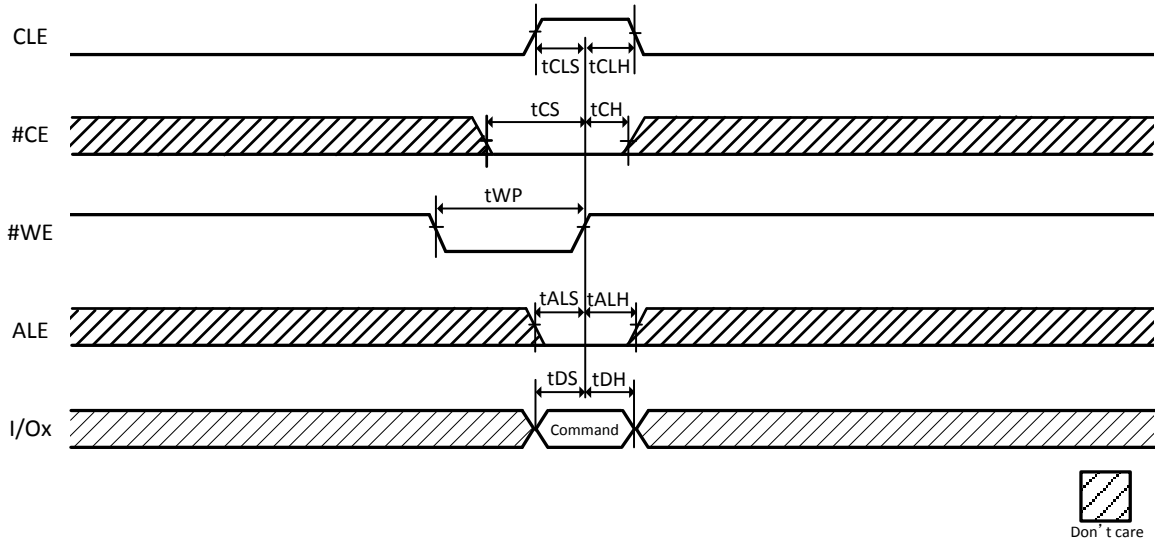 CLE
tCLS tCLH
#CE
tCS tCH
#WE
tWP
ALE
tALS tALH
I/Ox
tDS tDH
Command
Don't care